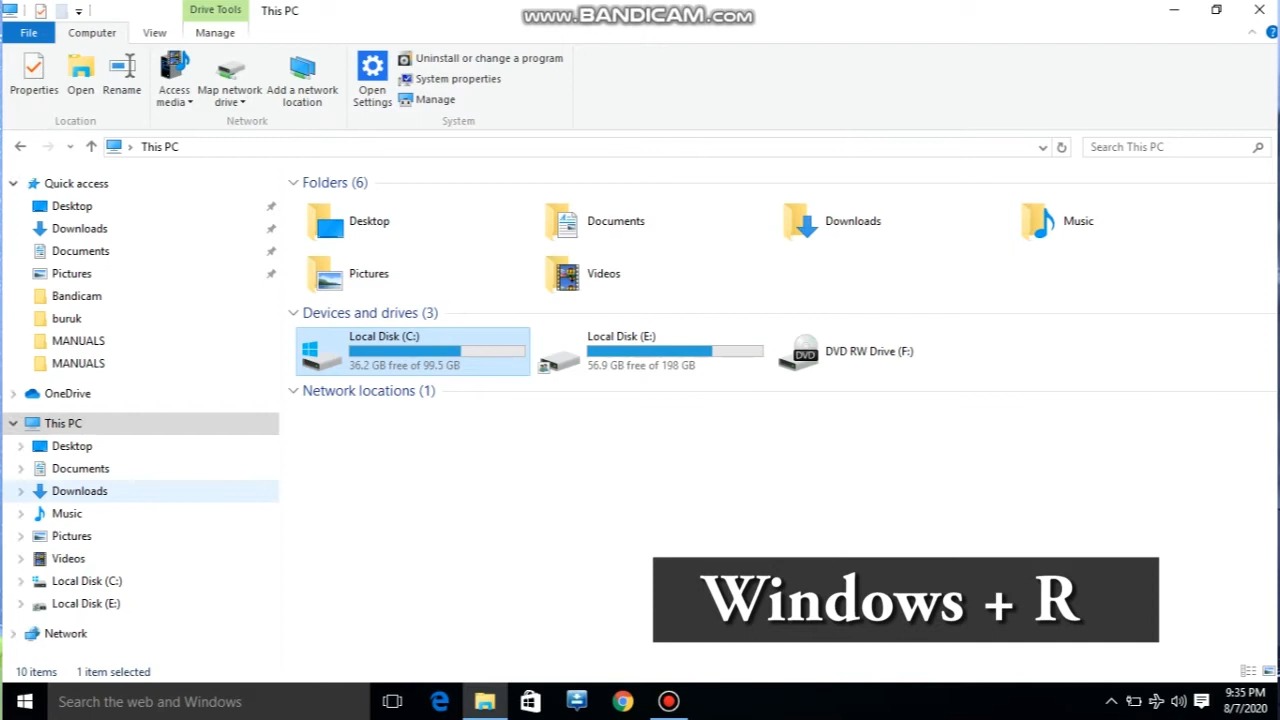 Drive Tools
This PC
www.BANDICAM.com
File
Computer
View
Manage
Properties
Open
Rename
Access media
Map network drive
Add a network location
Open Settings
Uninstall or change a program
System properties
Manage
Location
Network
System
This PC
Search This PC
Quick access
Desktop
Downloads
Documents
Pictures
Bandicam
buruk
MANUALS
MANUALS
OneDrive
This PC
Desktop
Documents
Downloads
Music
Pictures
Videos
Local Disk (C:)
Local Disk (E:)
Network
Folders (6)
Desktop
Documents
Downloads
Music
Pictures
Videos
Devices and drives (3)
Local Disk (C:)
36.2 GB free of 99.5 GB
Local Disk (E:)
56.9 GB free of 198 GB
DVD
DVD RW Drive (F:)
Network locations (1)
Windows + R
10 items
1 item selected
Search the web and Windows
9:35 PM
8/7/2020